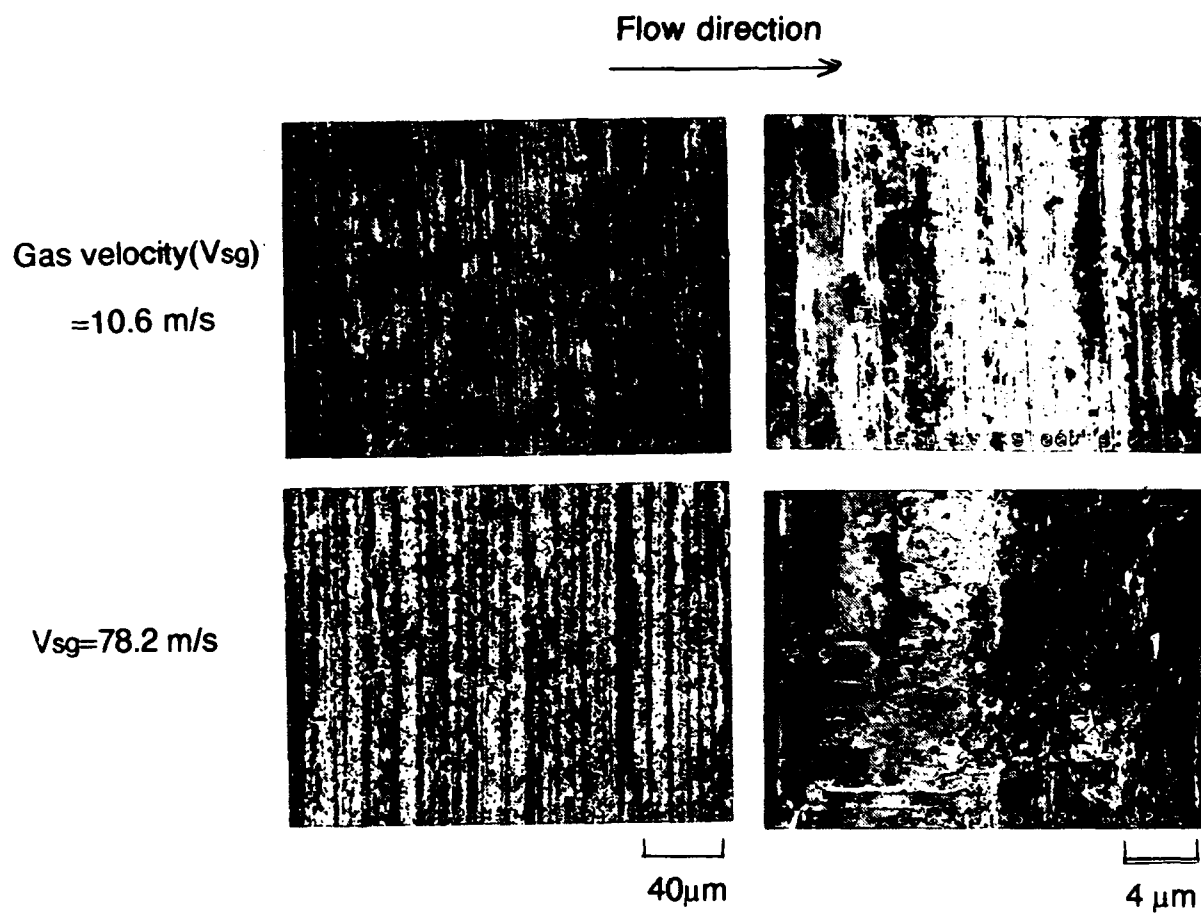 Flow direction
Gas velocity(Vsg)
=10.6 m/s
Vsg=78.2 m/s
40µm
4 µm